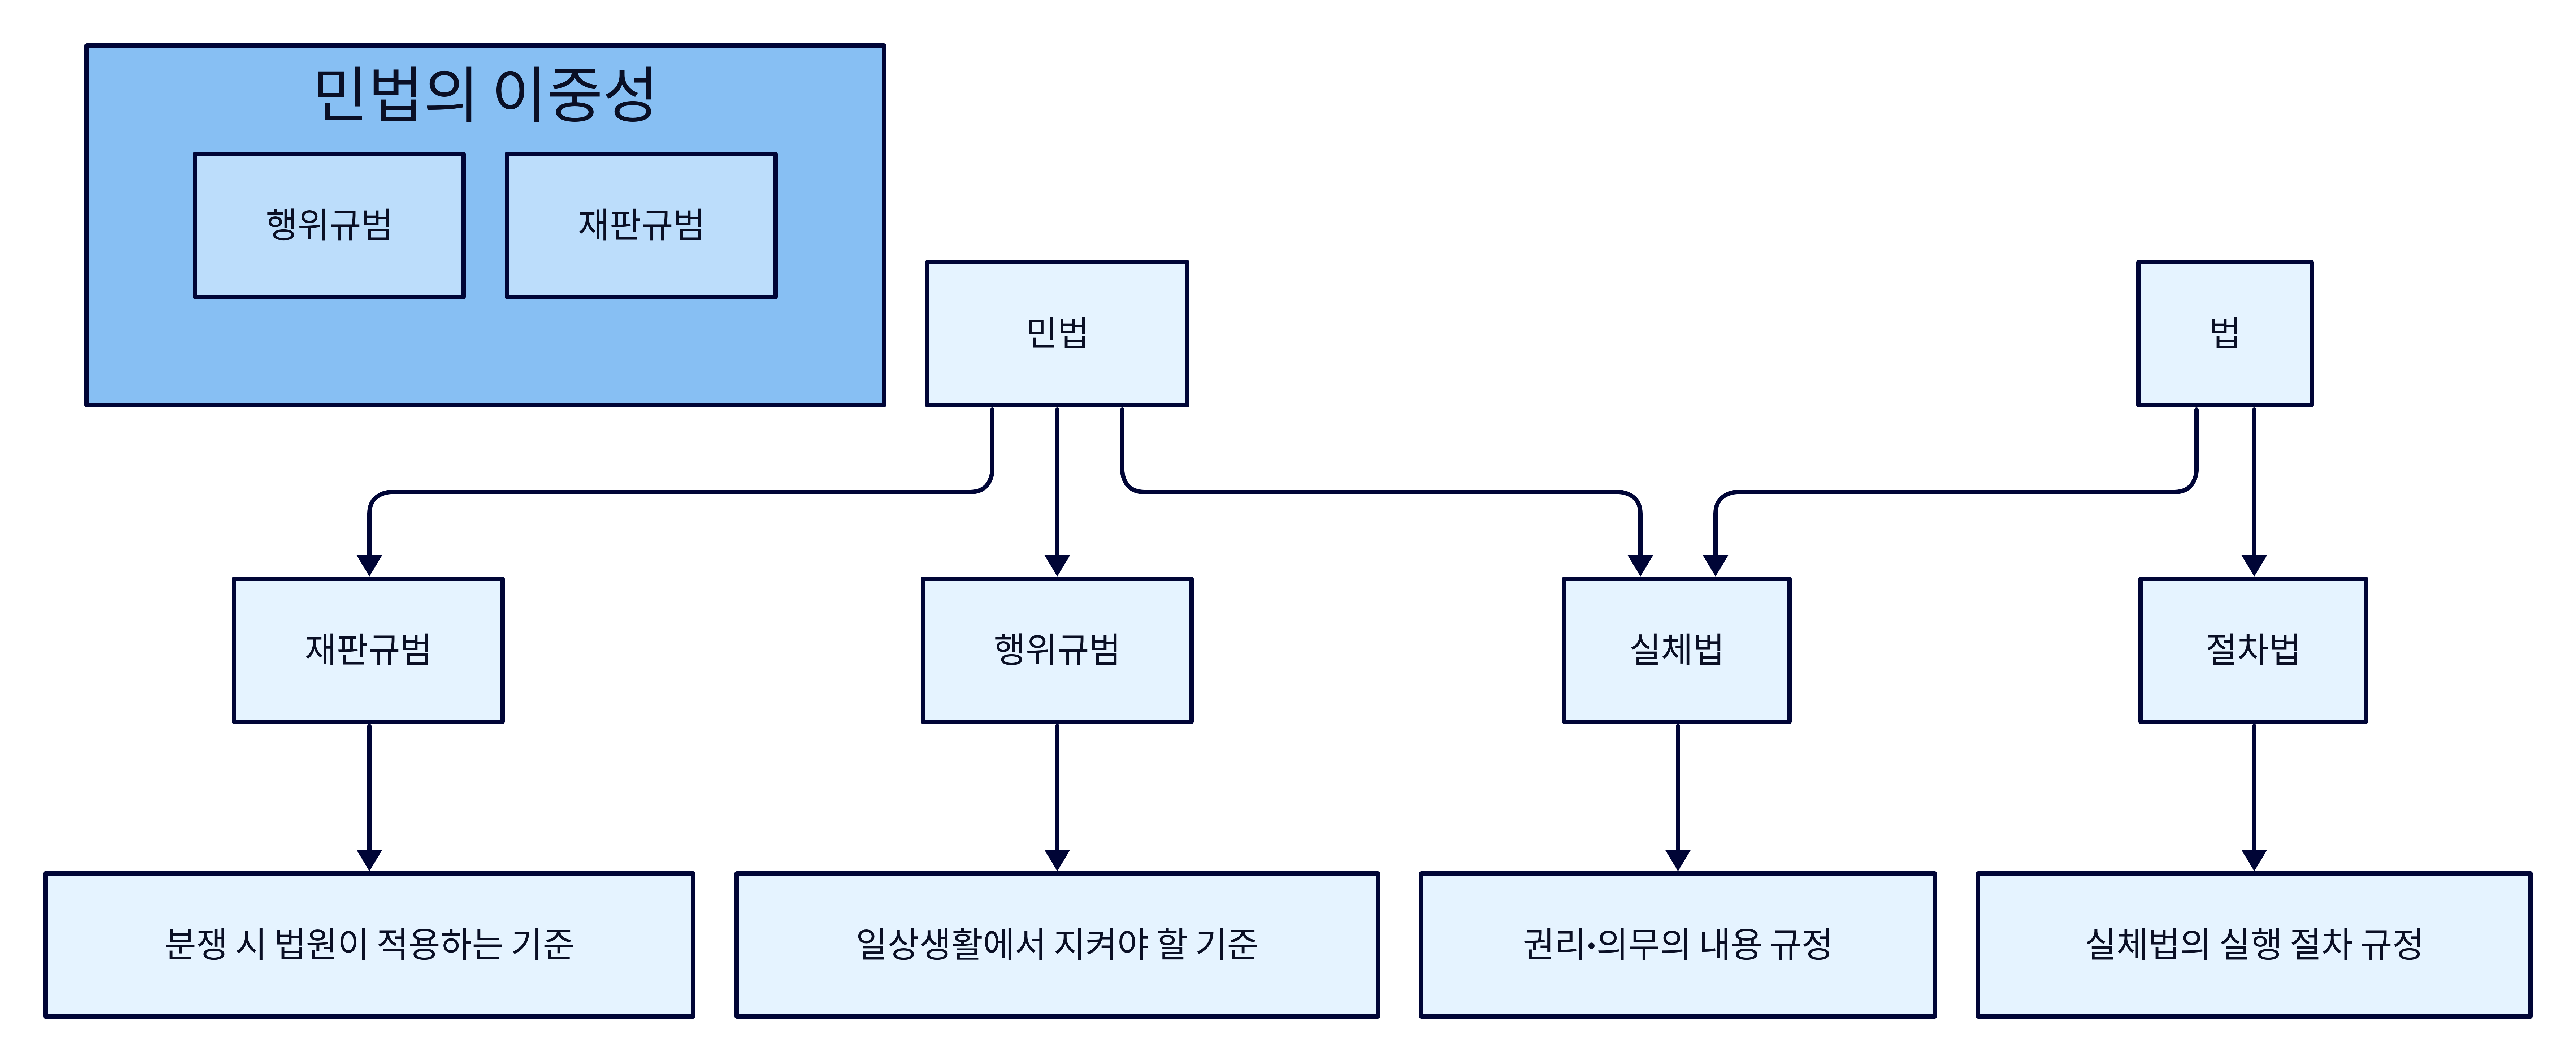 민법의 이중성
행위규범
재판규범
민법
법
재판규범
행위규범
실체법
절차법
분쟁 시 법원이 적용하는 기준
일상생활에서 지켜야 할 기준
권리•의무의 내용 규정
실체법의 실행 절차 규정